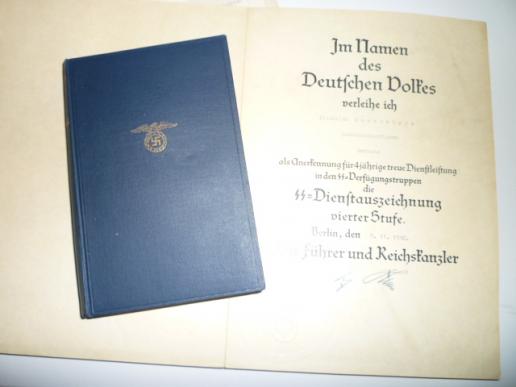 Im Namen
des
Deutschen Volkes
verleihe ich
als Anerkennung für 4jährige treue Dienstleistung
in den SS=Verfügungstruppen
die
SS=Dienstauszeichnung
vierter Stufe.
Berlin, den
Führer und Reichskanzler